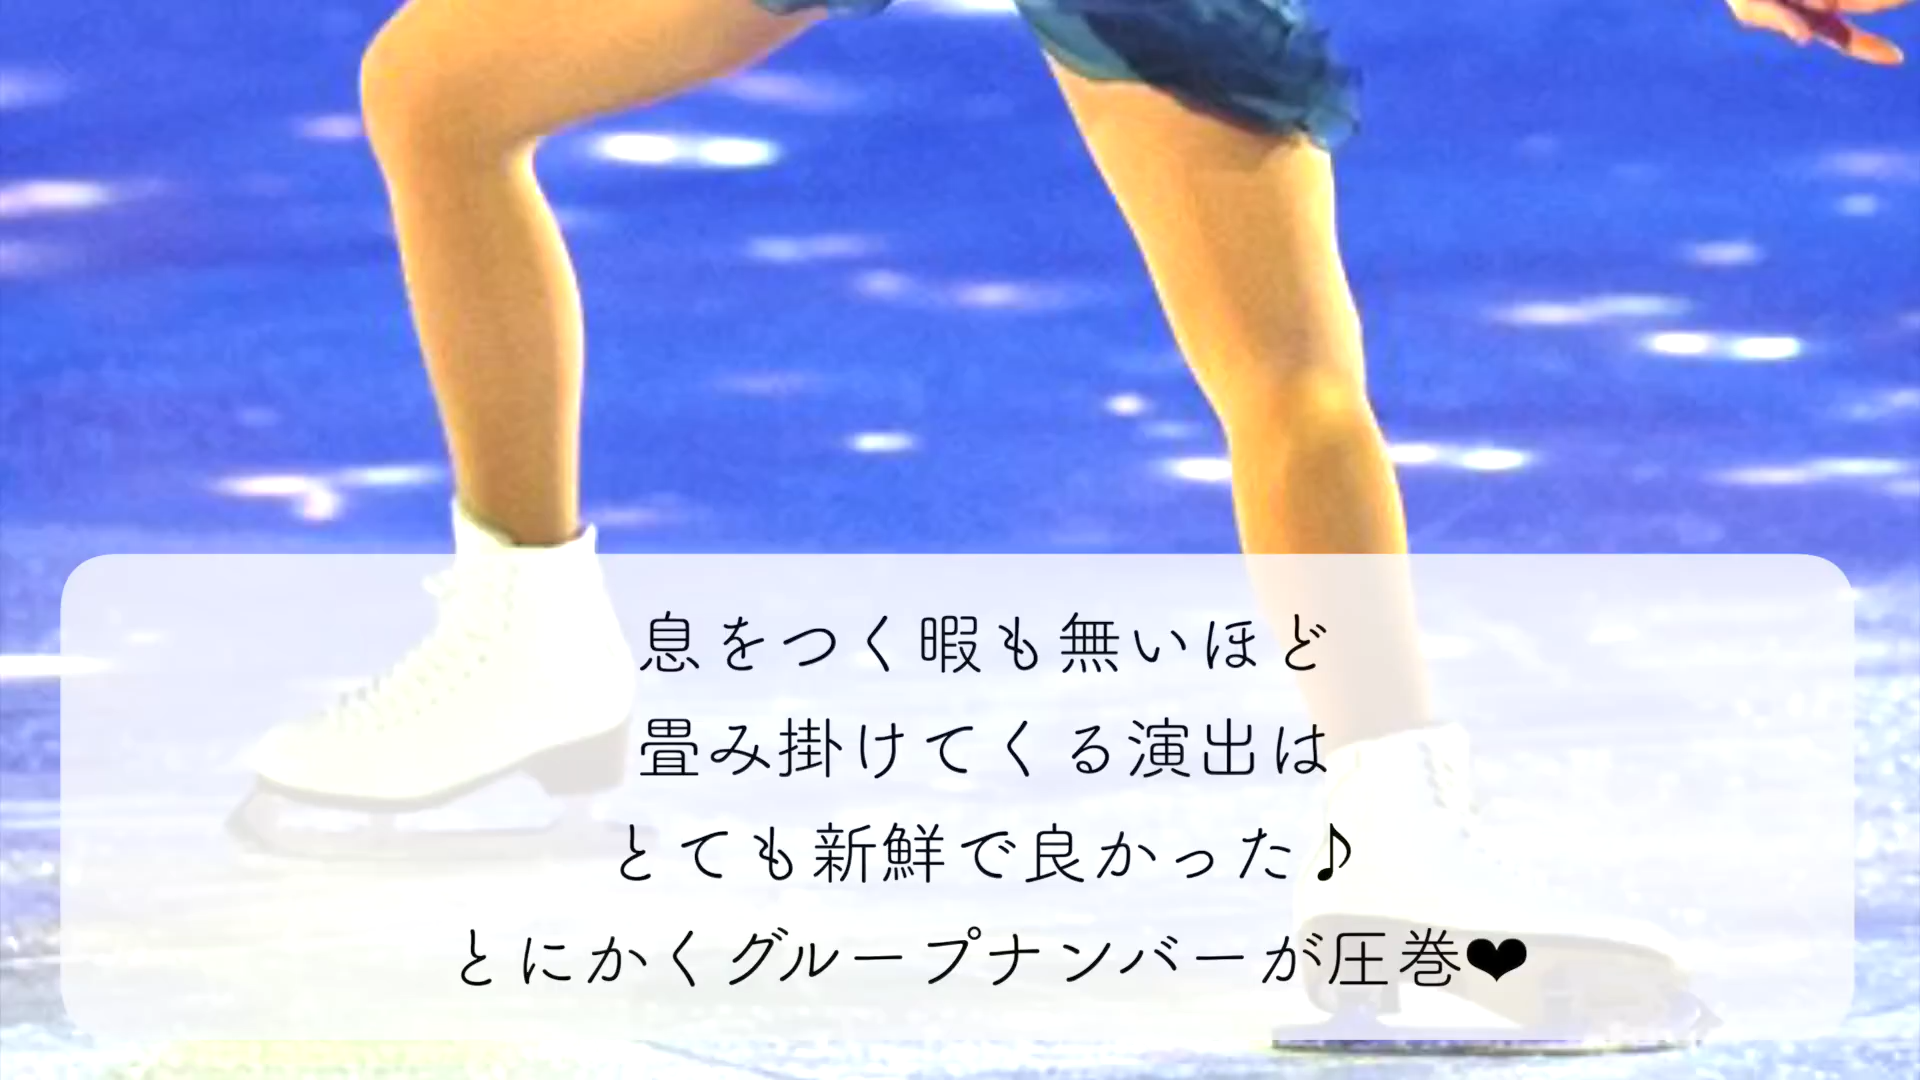 息をつく暇も無いほど
畳み掛けてくる演出は
とても新鮮で良かった♪
とにかくグループナンバーが圧巻❤